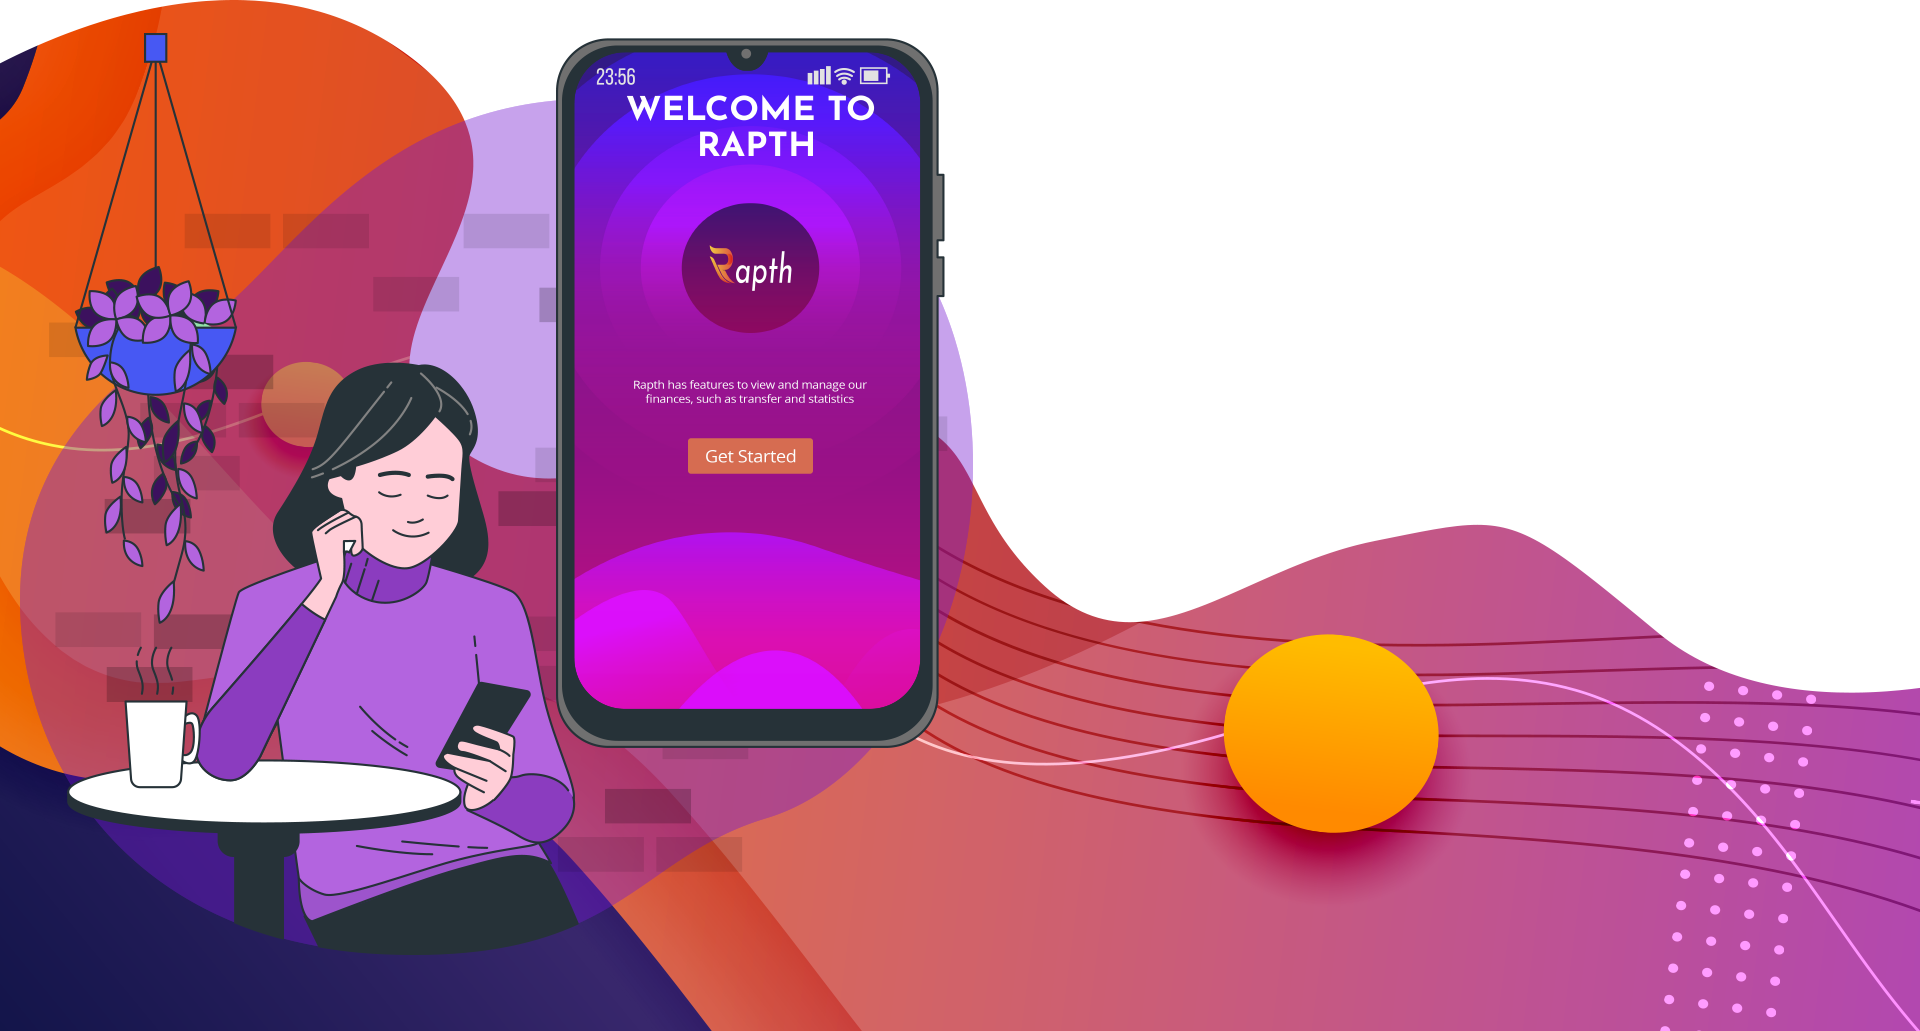 23:56
WELCOME TO
RAPTH
Rapth
Rapth has features to view and manage our
finances, such as transfer and statistics
Get Started